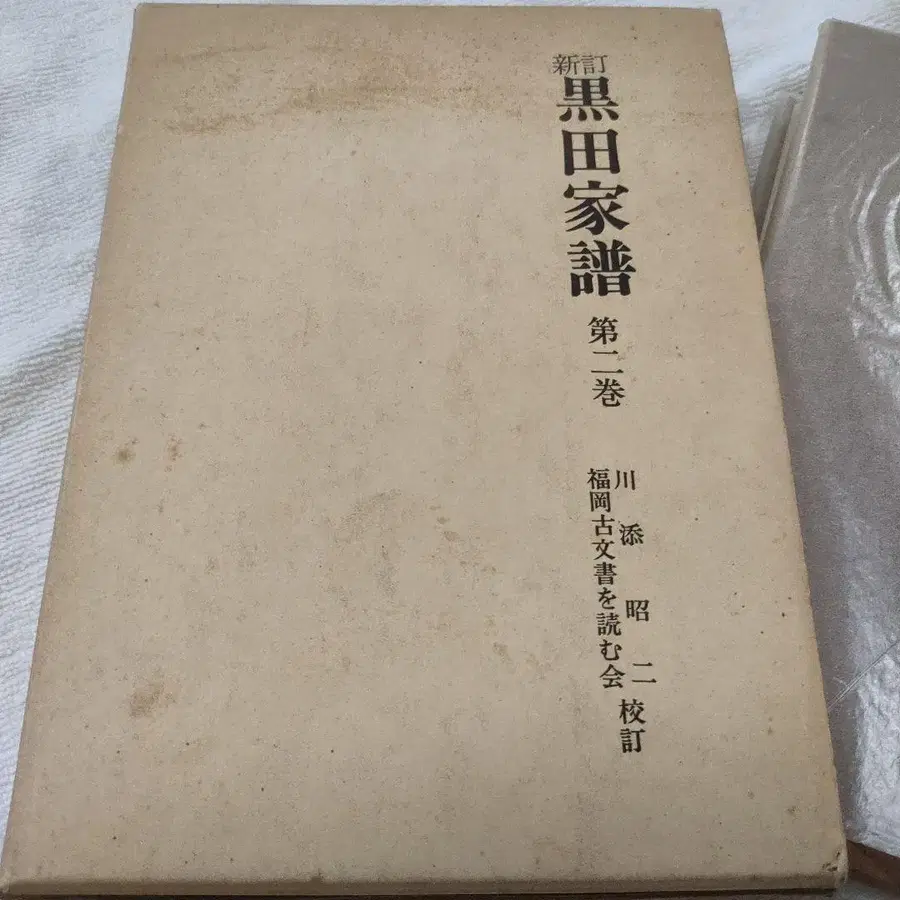 新訂
黒田家譜
第二巻
川添昭二
福岡古文書を読む会
校訂